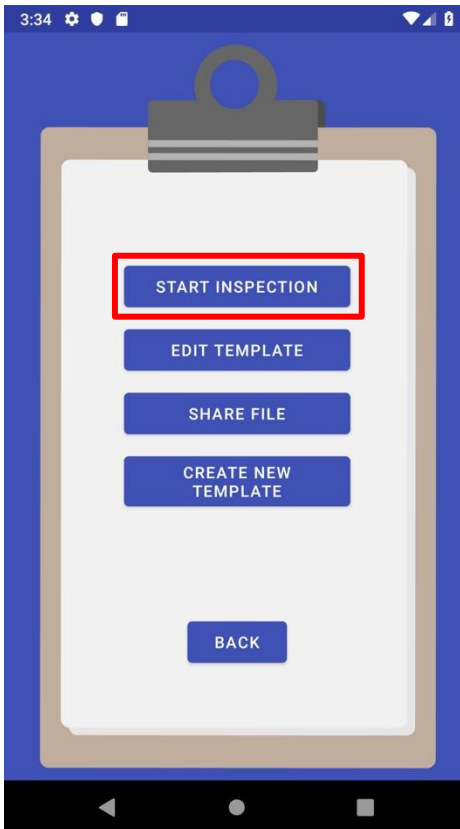 3:34
START INSPECTION
EDIT TEMPLATE
SHARE FILE
CREATE NEW
TEMPLATE
BACK